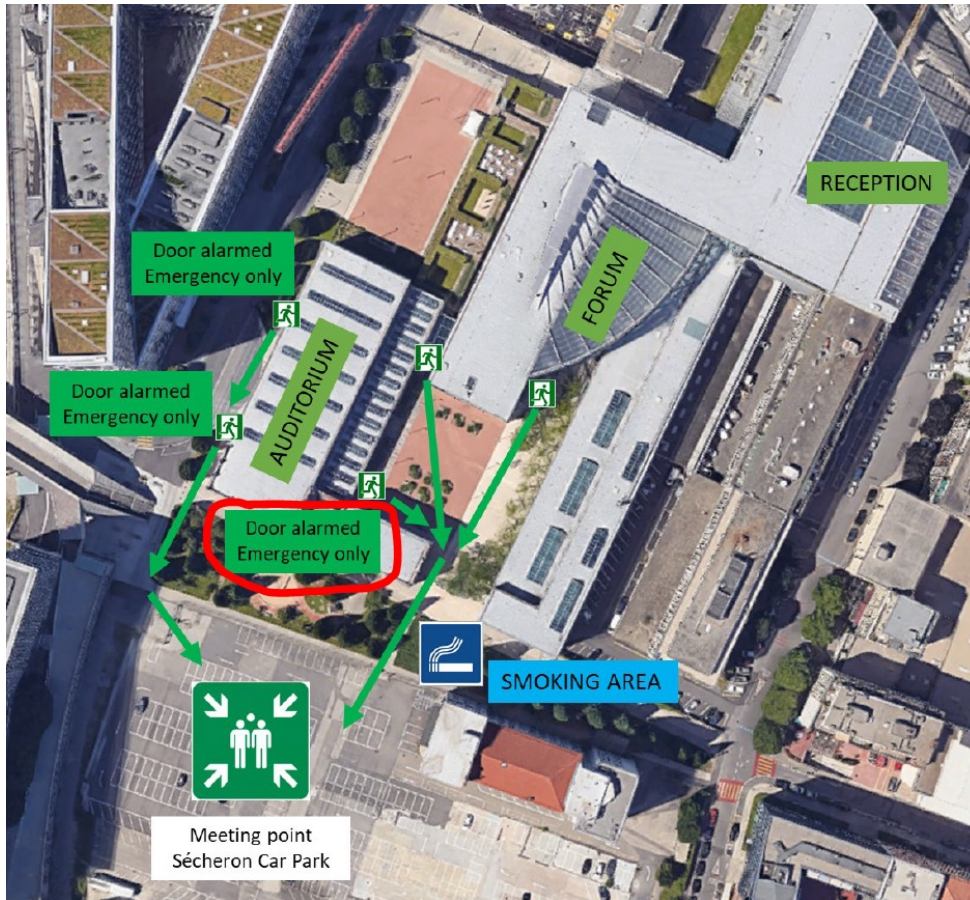 RECEPTION
Door alarmed
Emergency only
FORUM
AUDITORIUM
Door alarmed
Emergency only
Door alarmed
Emergency only
SMOKING AREA
Meeting point
Sécheron Car Park